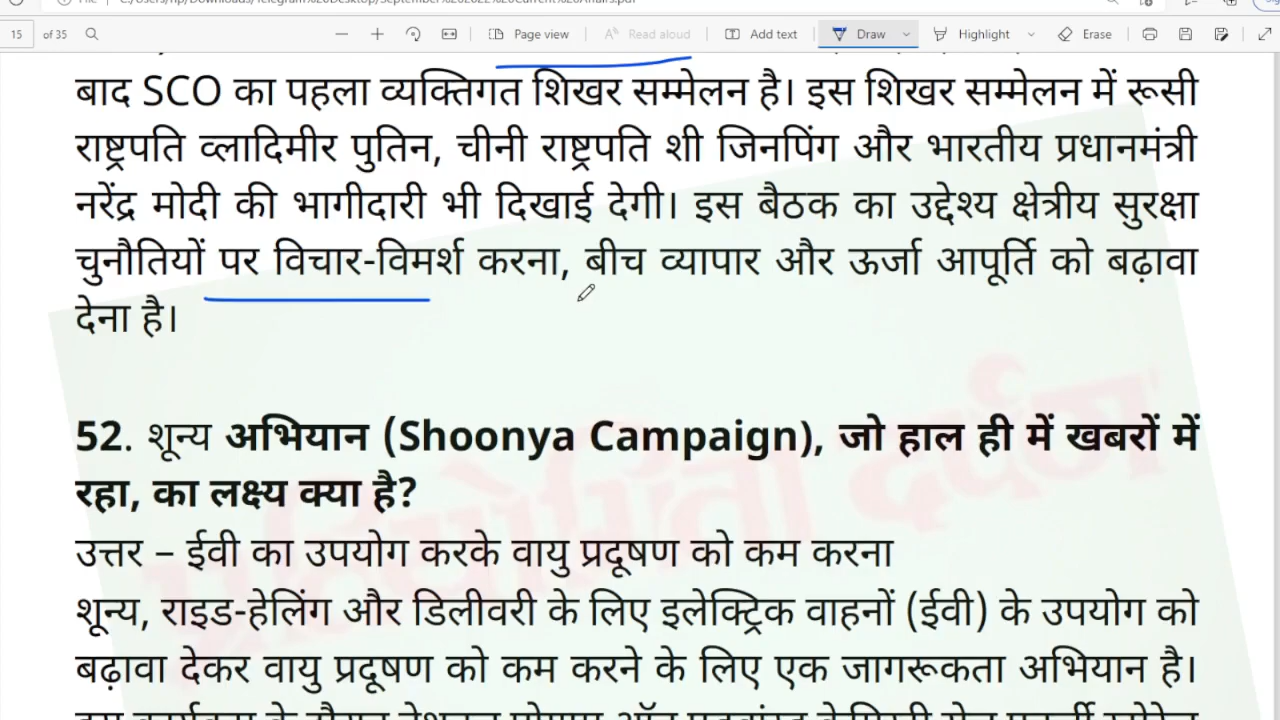 15 of 35 Page view Read aloud Add text Draw Highlight Erase
बाद SCO का पहला व्यक्तिगत शिखर सम्मेलन है। इस शिखर सम्मेलन में रूसी
राष्ट्रपति व्लादिमीर पुतिन, चीनी राष्ट्रपति शी जिनपिंग और भारतीय प्रधानमंत्री
नरेंद्र मोदी की भागीदारी भी दिखाई देगी। इस बैठक का उद्देश्य क्षेत्रीय सुरक्षा
चुनौतियों पर विचार-विमर्श करना, बीच व्यापार और ऊर्जा आपूर्ति को बढ़ावा
देना है।
52. शून्य अभियान (Shoonya Campaign), जो हाल ही में खबरों में
रहा, का लक्ष्य क्या है?
उत्तर – ईवी का उपयोग करके वायु प्रदूषण को कम करना
शून्य, राइड-हेलिंग और डिलीवरी के लिए इलेक्ट्रिक वाहनों (ईवी) के उपयोग को
बढ़ावा देकर वायु प्रदूषण को कम करने के लिए एक जागरूकता अभियान है।